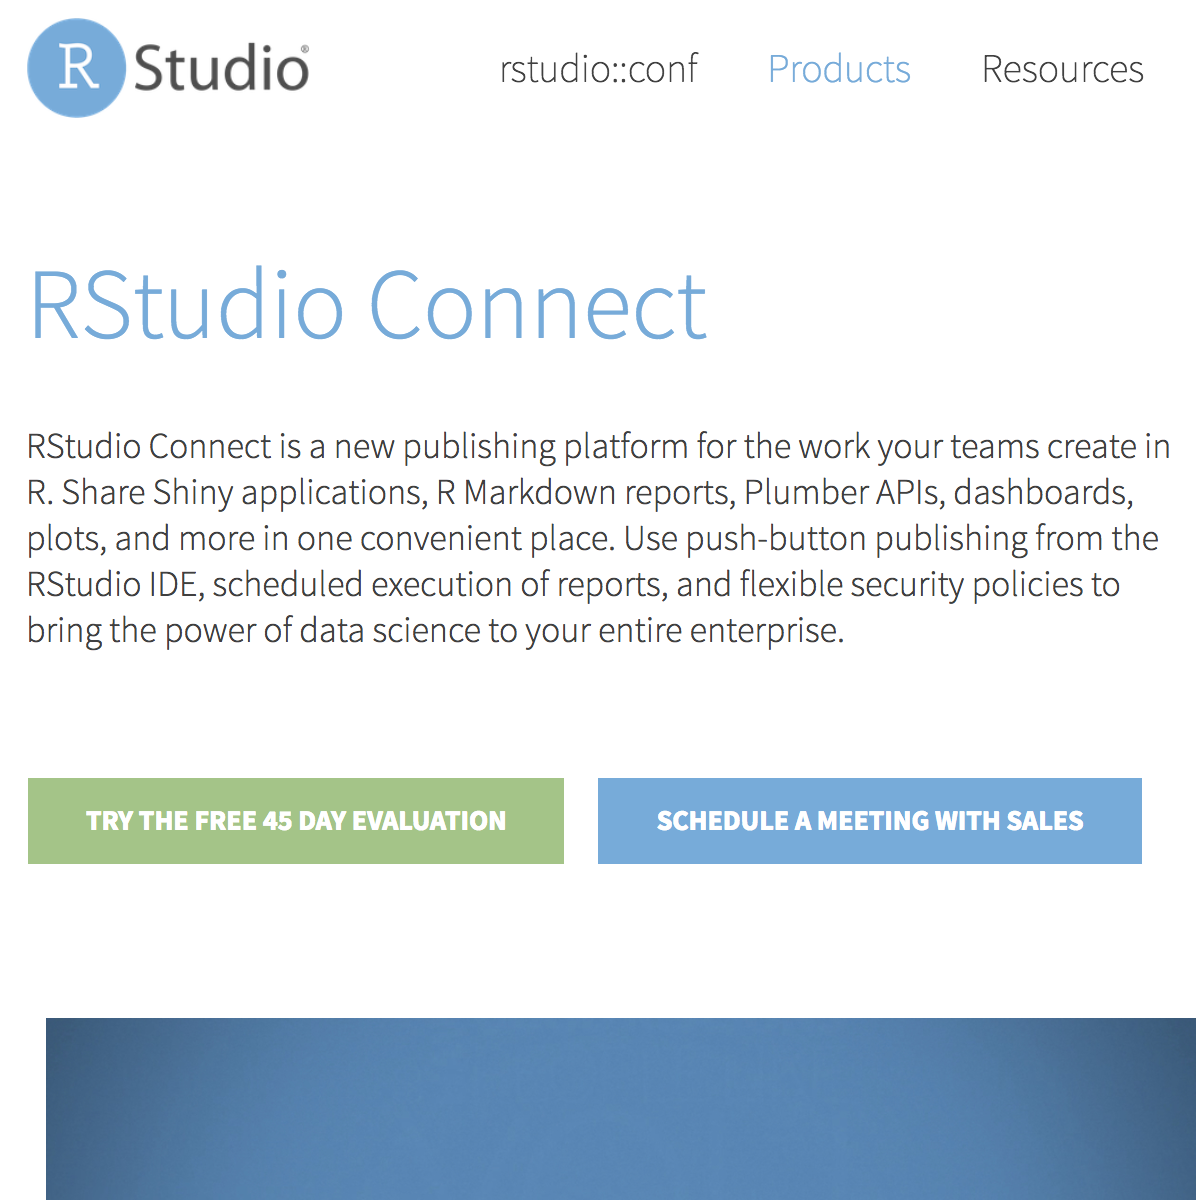 R Studio®
rstudio::conf
Products
Resources
RStudio Connect
RStudio Connect is a new publishing platform for the work your teams create in
R. Share Shiny applications, R Markdown reports, Plumber APIs, dashboards,
plots, and more in one convenient place. Use push-button publishing from the
RStudio IDE, scheduled execution of reports, and flexible security policies to
bring the power of data science to your entire enterprise.
TRY THE FREE 45 DAY EVALUATION
SCHEDULE A MEETING WITH SALES